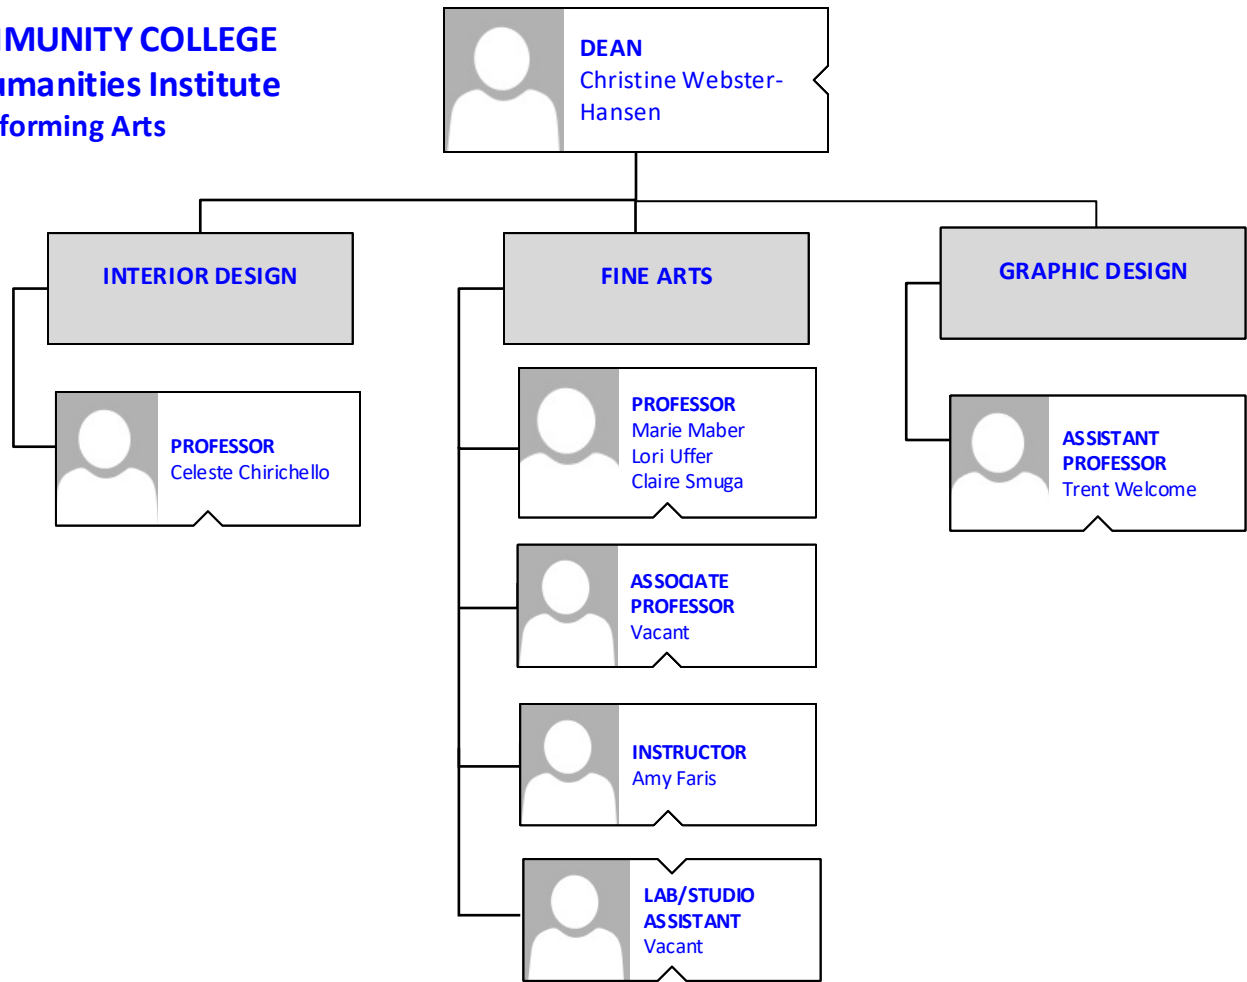 MMUNITY COLLEGE
umanities Institute
forming Arts
DEAN
Christine Webster-
Hansen
INTERIOR DESIGN
FINE ARTS
GRAPHIC DESIGN
PROFESSOR
Celeste Chirichello
PROFESSOR
Marie Maber
Lori Uffer
Claire Smuga
ASSISTANT
PROFESSOR
Trent Welcome
ASSOCIATE
PROFESSOR
Vacant
INSTRUCTOR
Amy Faris
LAB/STUDIO
ASSISTANT
Vacant